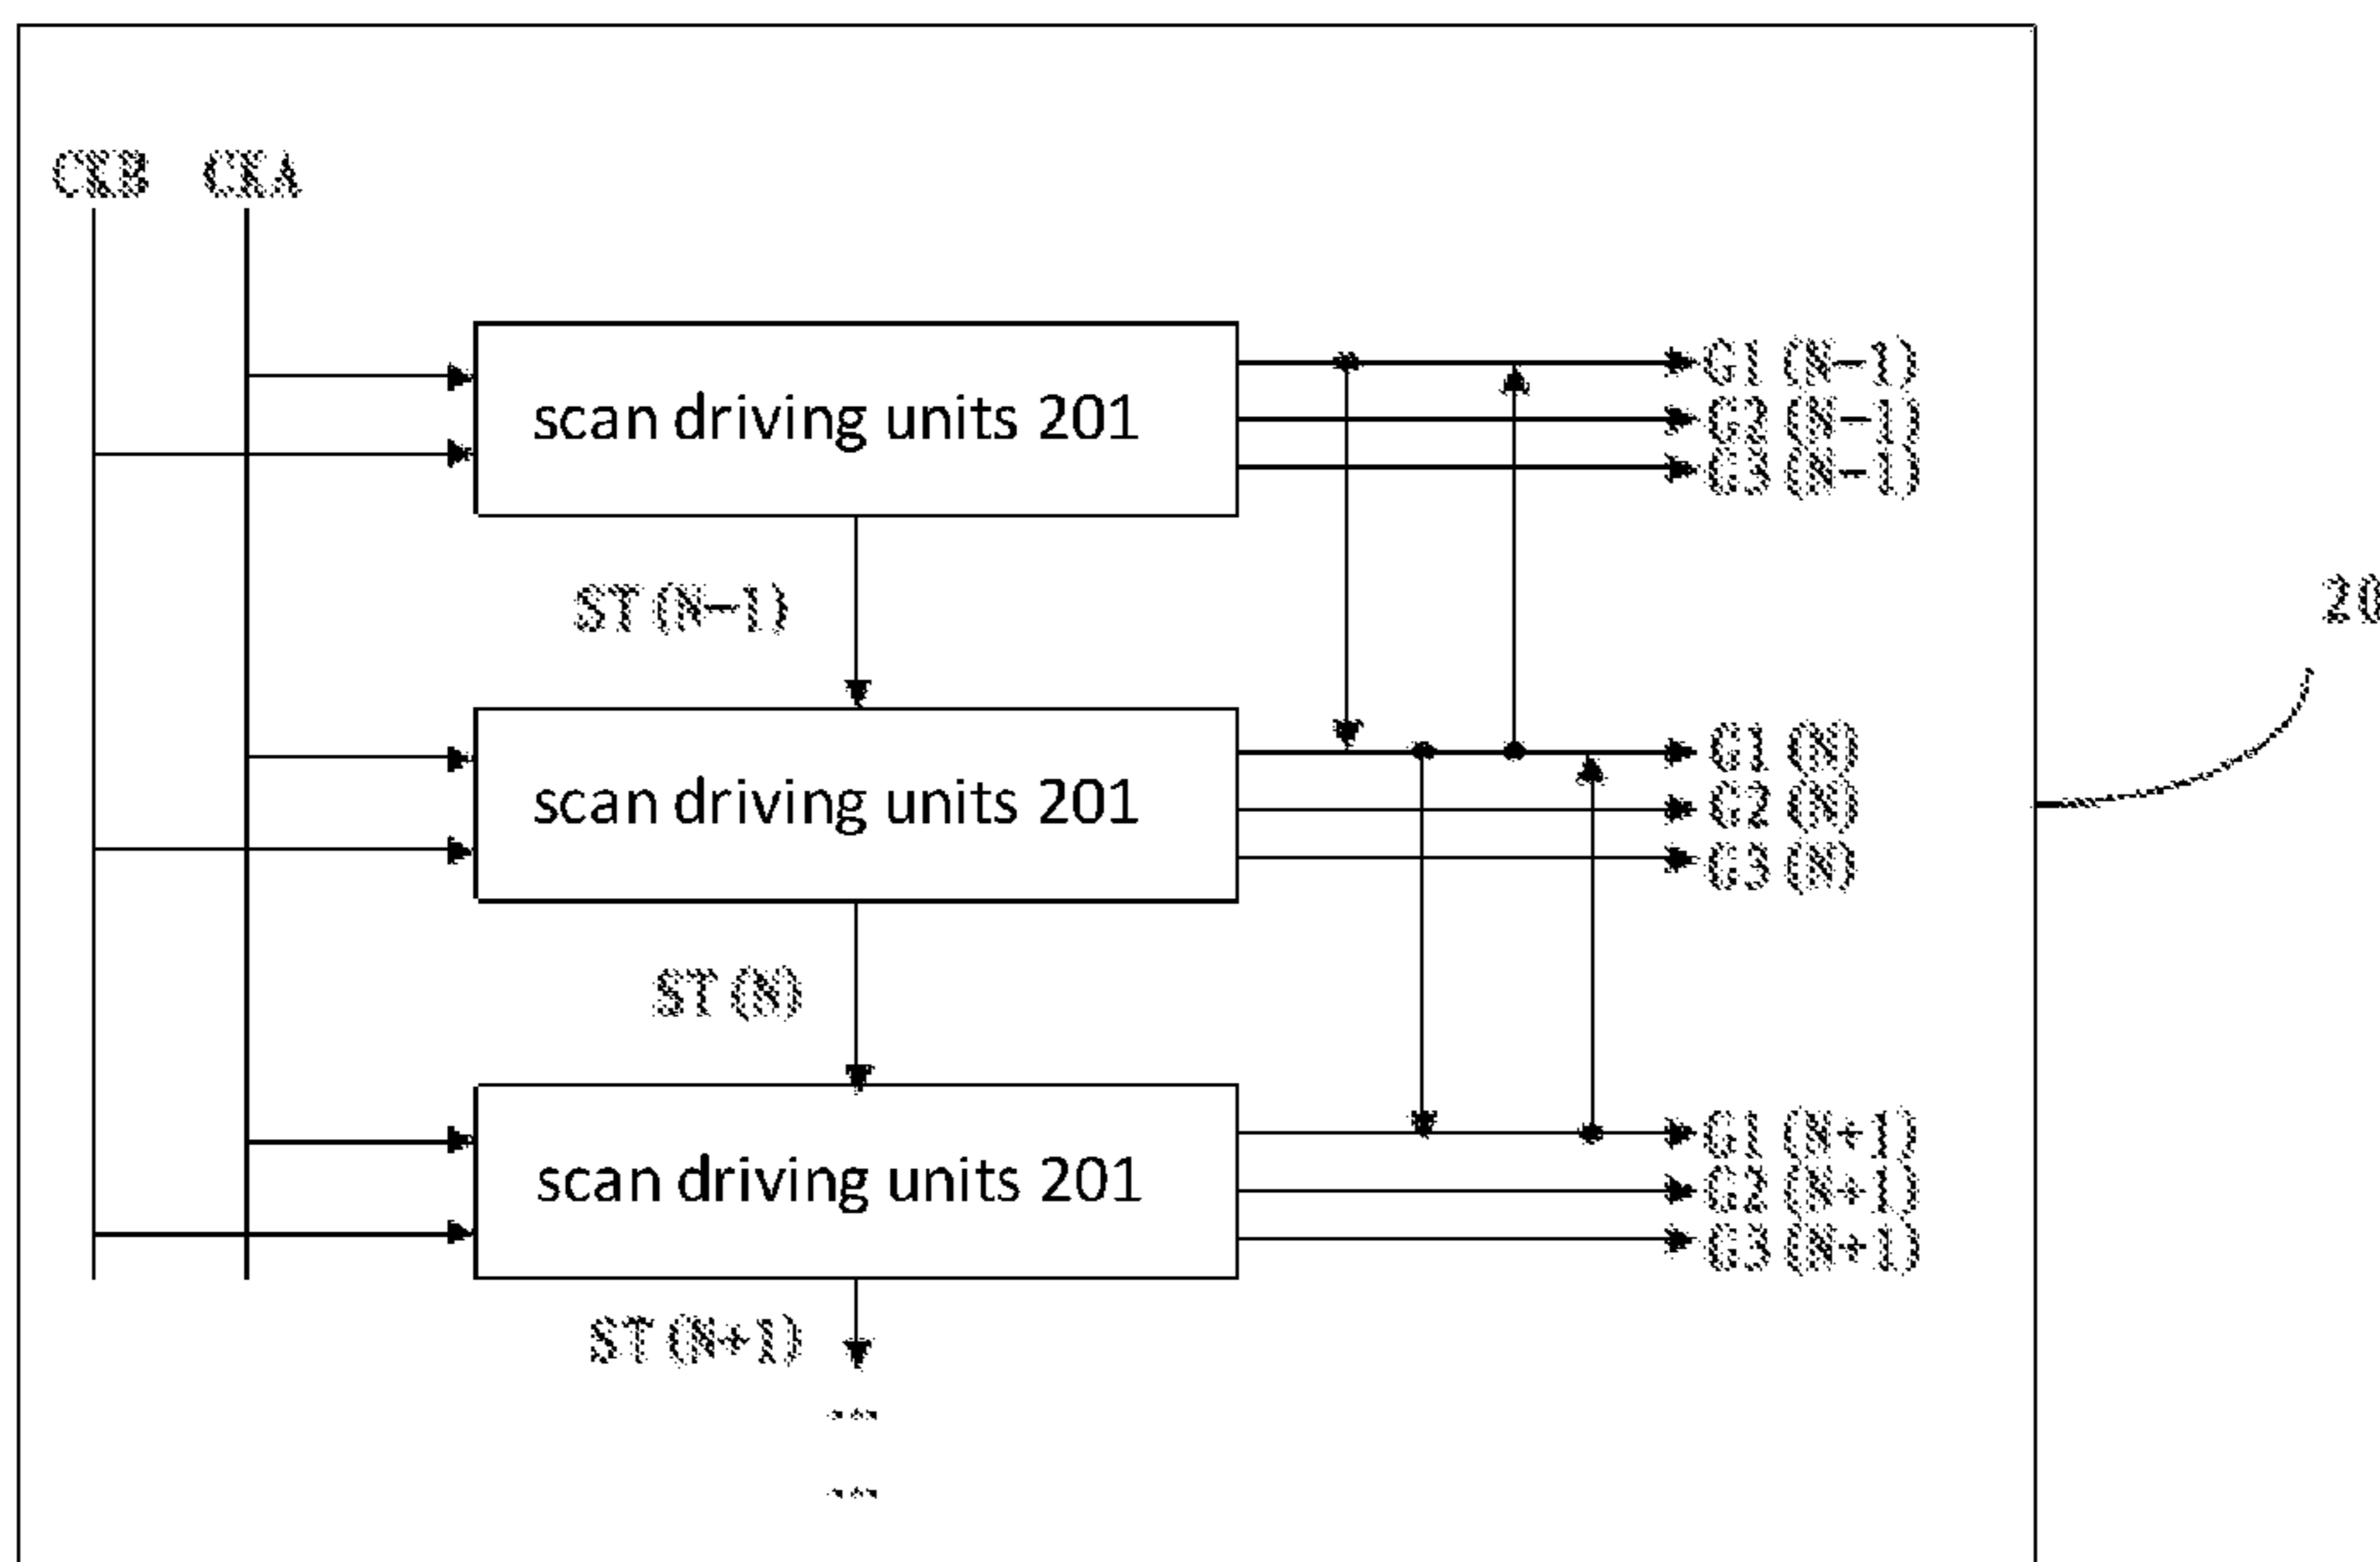 CKB CKA
scan driving units 201
G1 (N-1)
G2 (N-1)
G3 (N-1)
ST (N-1)
20
scan driving units 201
G1 (N)
G2 (N)
G3 (N)
ST (N)
scan driving units 201
G1 (N+1)
G2 (N+1)
G3 (N+1)
ST (N+1)
...
...